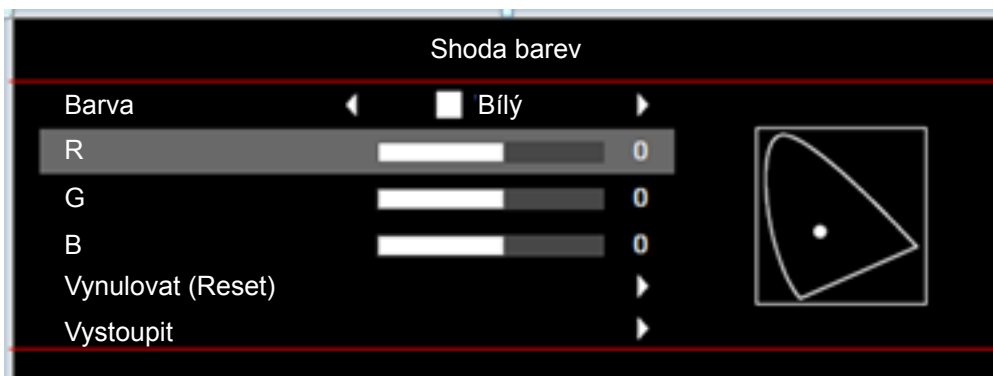 Shoda barev
Barva Bílý
R 0
G 0
B 0
Vynulovat (Reset)
Vystoupit